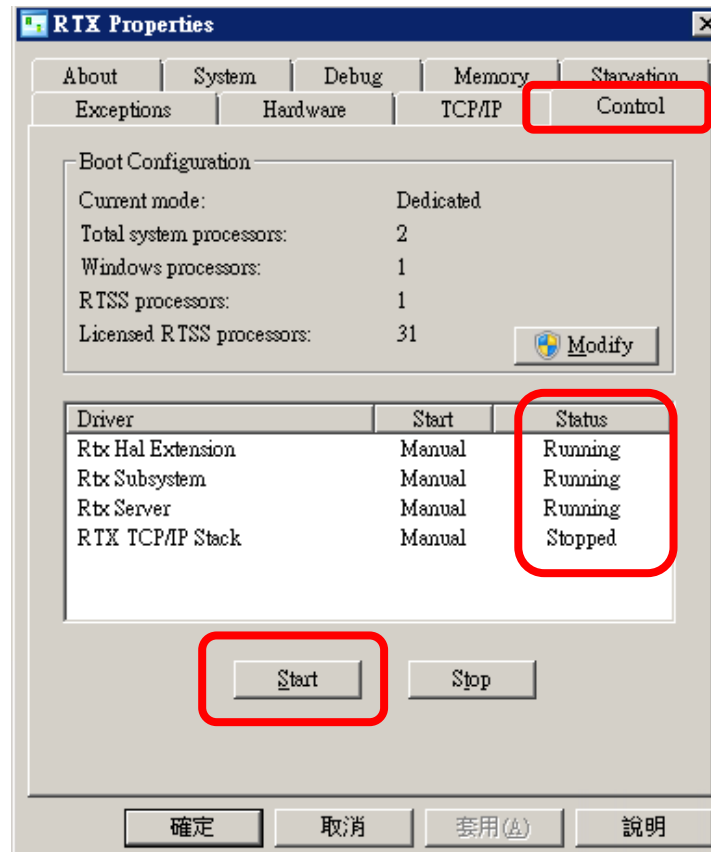 RTX Properties
About System Debug Memory Starvation
Exceptions Hardware TCP/IP Control
Boot Configuration
Current mode: Dedicated
Total system processors: 2
Windows processors: 1
RTSS processors: 1
Licensed RTSS processors: 31
Modify
Driver Start Status
Rtx Hal Extension Manual Running
Rtx Subsystem Manual Running
Rtx Server Manual Running
RTX TCP/IP Stack Manual Stopped
Start Stop
確定 取消 套用(A) 說明